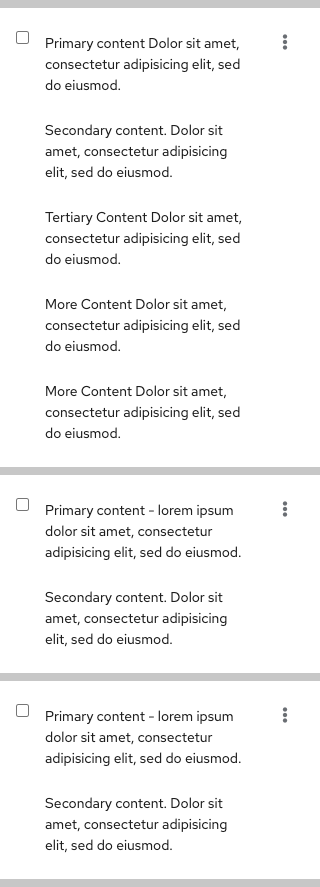 Primary content Dolor sit amet,
consectetur adipisicing elit, sed
do eiusmod.
Secondary content. Dolor sit
amet, consectetur adipisicing
elit, sed do eiusmod.
Tertiary Content Dolor sit amet,
consectetur adipisicing elit, sed
do eiusmod.
More Content Dolor sit amet,
consectetur adipisicing elit, sed
do eiusmod.
More Content Dolor sit amet,
consectetur adipisicing elit, sed
do eiusmod.
Primary content - lorem ipsum
dolor sit amet, consectetur
adipisicing elit, sed do eiusmod.
Secondary content. Dolor sit
amet, consectetur adipisicing
elit, sed do eiusmod.
Primary content - lorem ipsum
dolor sit amet, consectetur
adipisicing elit, sed do eiusmod.
Secondary content. Dolor sit
amet, consectetur adipisicing
elit, sed do eiusmod.